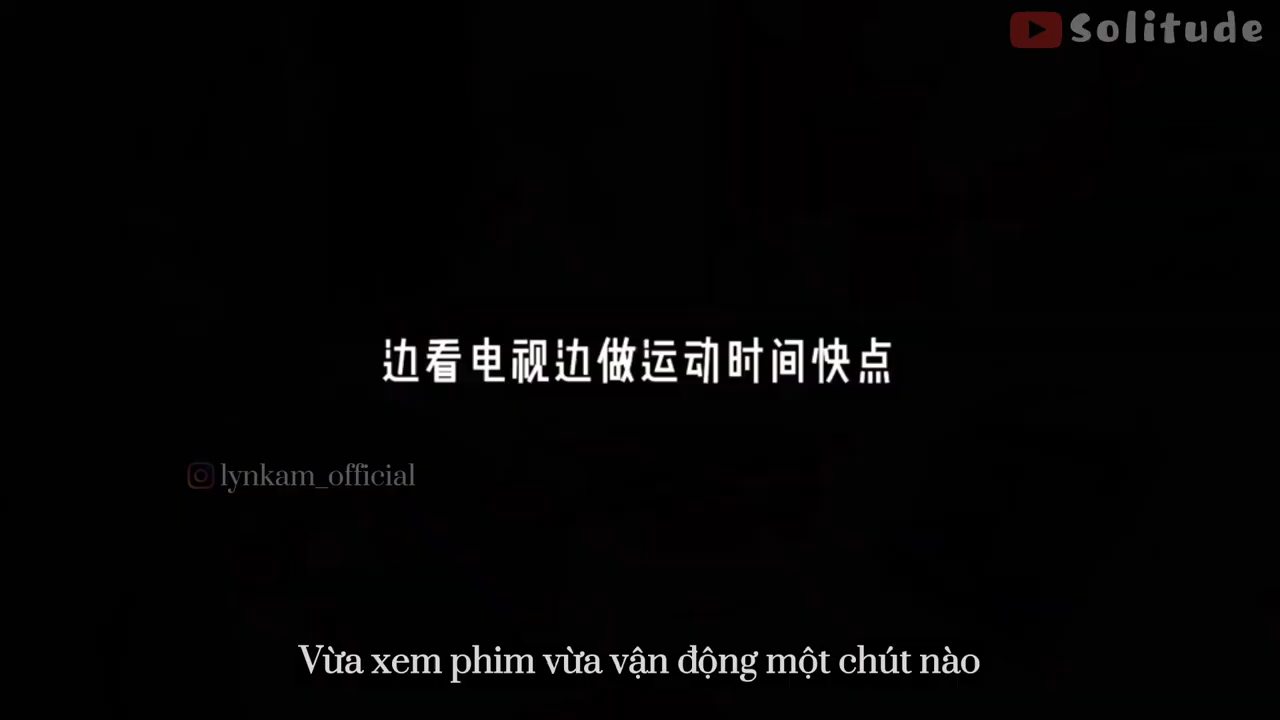 Solitude
边看电视边做运动时间快点
lynkam_official
Vừa xem phim vừa vận động một chút nào